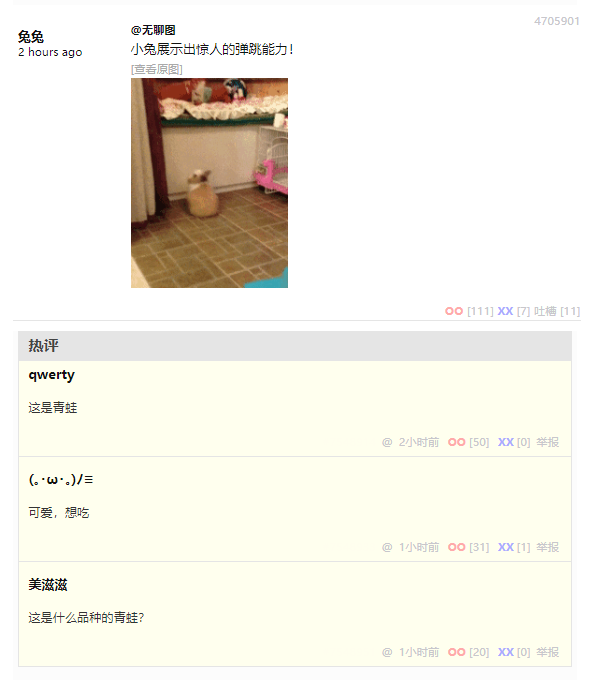 4705901
兔兔
2 hours ago
@无聊图
小兔展示出惊人的弹跳能力！
[查看原图]
OO [111] XX [7] 吐槽 [11]
热评
qwerty
这是青蛙
@ 2小时前 OO [50] XX [0] 举报
(｡･ω･｡)/≡
可爱，想吃
@ 1小时前 OO [31] XX [1] 举报
美滋滋
这是什么品种的青蛙？
@ 1小时前 OO [20] XX [0] 举报